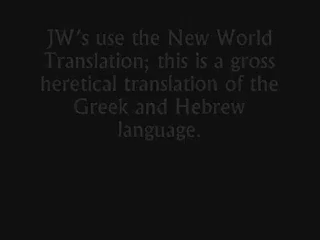 JW's use the New World
Translation; this is a gross
heretical translation of the
Greek and Hebrew
language.